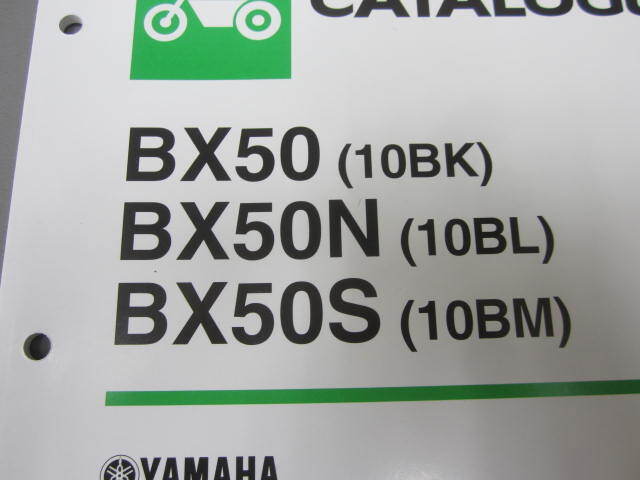 CATALOGU
BX50 (10BK)
BX50N (10BL)
BX50S (10BM)
YAMAHA